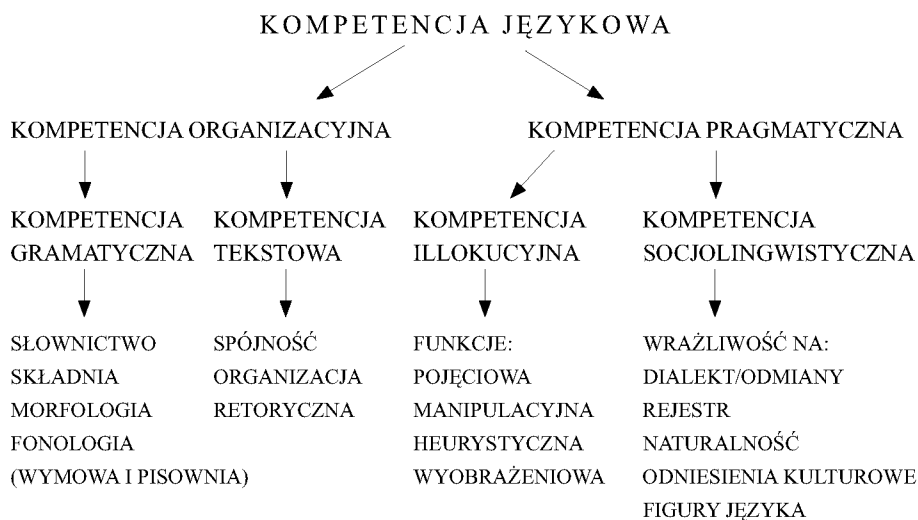 KOMPETENCJA JĘZYKOWA
KOMPETENCJA ORGANIZACYJNA
KOMPETENCJA PRAGMATYCZNA
KOMPETENCJA
GRAMATYCZNA
KOMPETENCJA
TEKSTOWA
KOMPETENCJA
ILLOKUCYJNA
KOMPETENCJA
SOCJOLINGWISTYCZNA
SŁOWNICTWO
SKŁADNIA
MORFOLOGIA
FONOLOGIA
(WYMOWA I PISOWNIA)
SPÓJNOŚĆ
ORGANIZACJA
RETORYCZNA
FUNKCJE:
POJĘCIOWA
MANIPULACYJNA
HEURYSTYCZNA
WYOBRAŻENIOWA
WRAŻLIWOŚĆ NA:
DIALEKT/ODMIANY
REJESTR
NATURALNOŚĆ
ODNIESIENIA KULTUROWE
FIGURY JĘZYKA